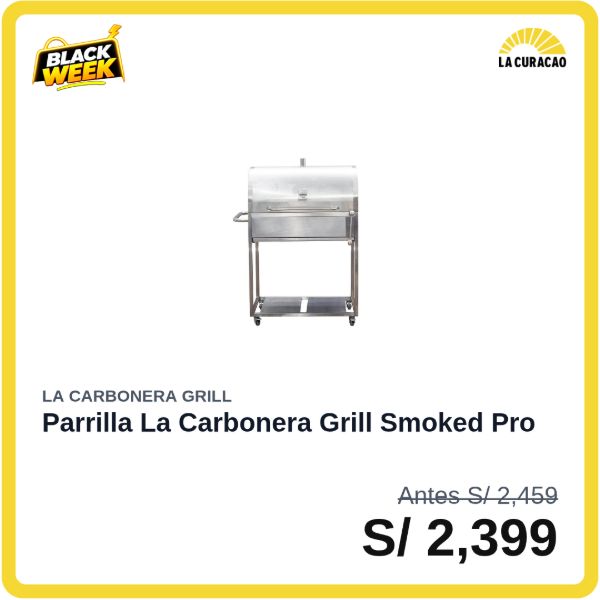 BLACK
WEEK
LA CURACAO
LA CARBONERA GRILL
Parrilla La Carbonera Grill Smoked Pro
Antes S/ 2,459
S/ 2,399